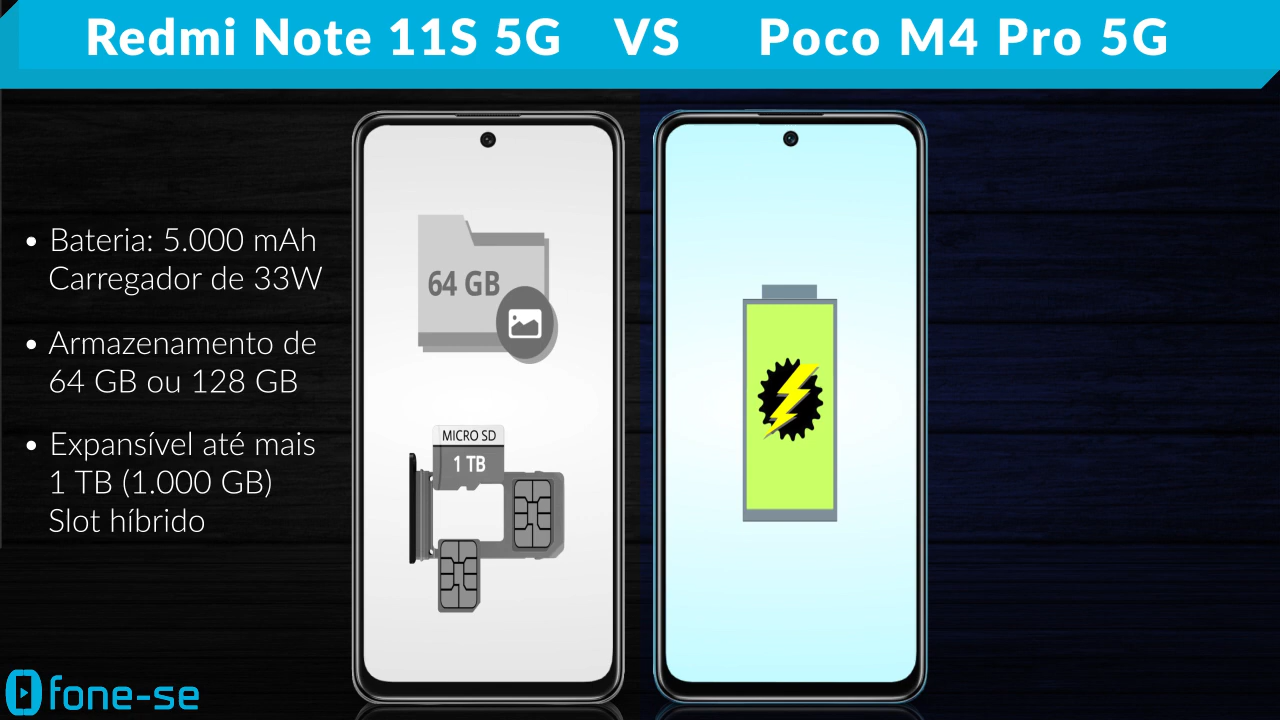 Redmi Note 11S 5G VS Poco M4 Pro 5G
• Bateria: 5.000 mAh
Carregador de 33W
• Armazenamento de
64 GB ou 128 GB
• Expansível até mais
1 TB (1.000 GB)
Slot híbrido
64 GB
MICRO SD
1 TB
fone-se